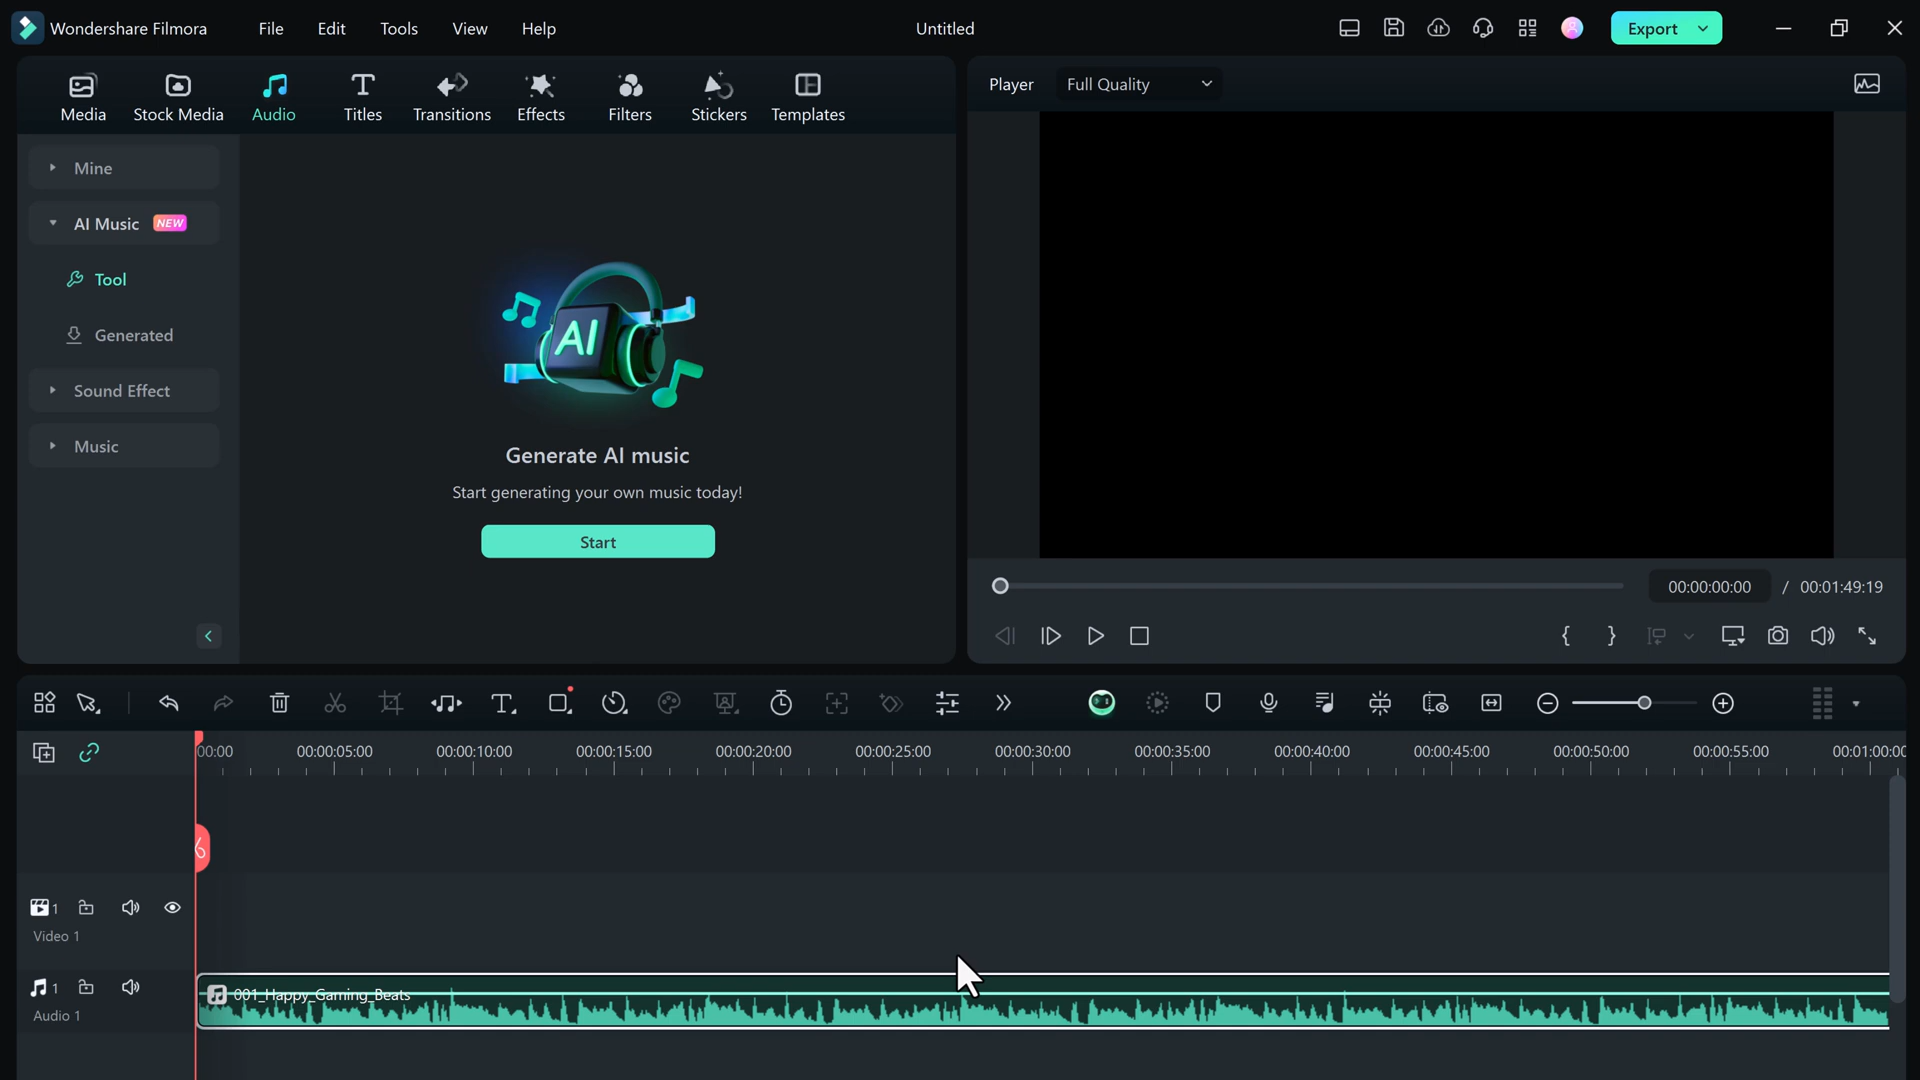 Wondershare Filmora
File
Edit
Tools
View
Help
Untitled
Export
Media
Stock Media
Audio
Titles
Transitions
Effects
Filters
Stickers
Templates
Player
Full Quality
Mine
AI Music NEW
Tool
Generated
Sound Effect
Music
AI
Generate AI music
Start generating your own music today!
Start
00:00:00:00 / 00:01:49:19
00:00
00:00:05:00
00:00:10:00
00:00:15:00
00:00:20:00
00:00:25:00
00:00:30:00
00:00:35:00
00:00:40:00
00:00:45:00
00:00:50:00
00:00:55:00
00:01:00:00
1
Video 1
1
Audio 1
001_Happy_Gaming_Beats